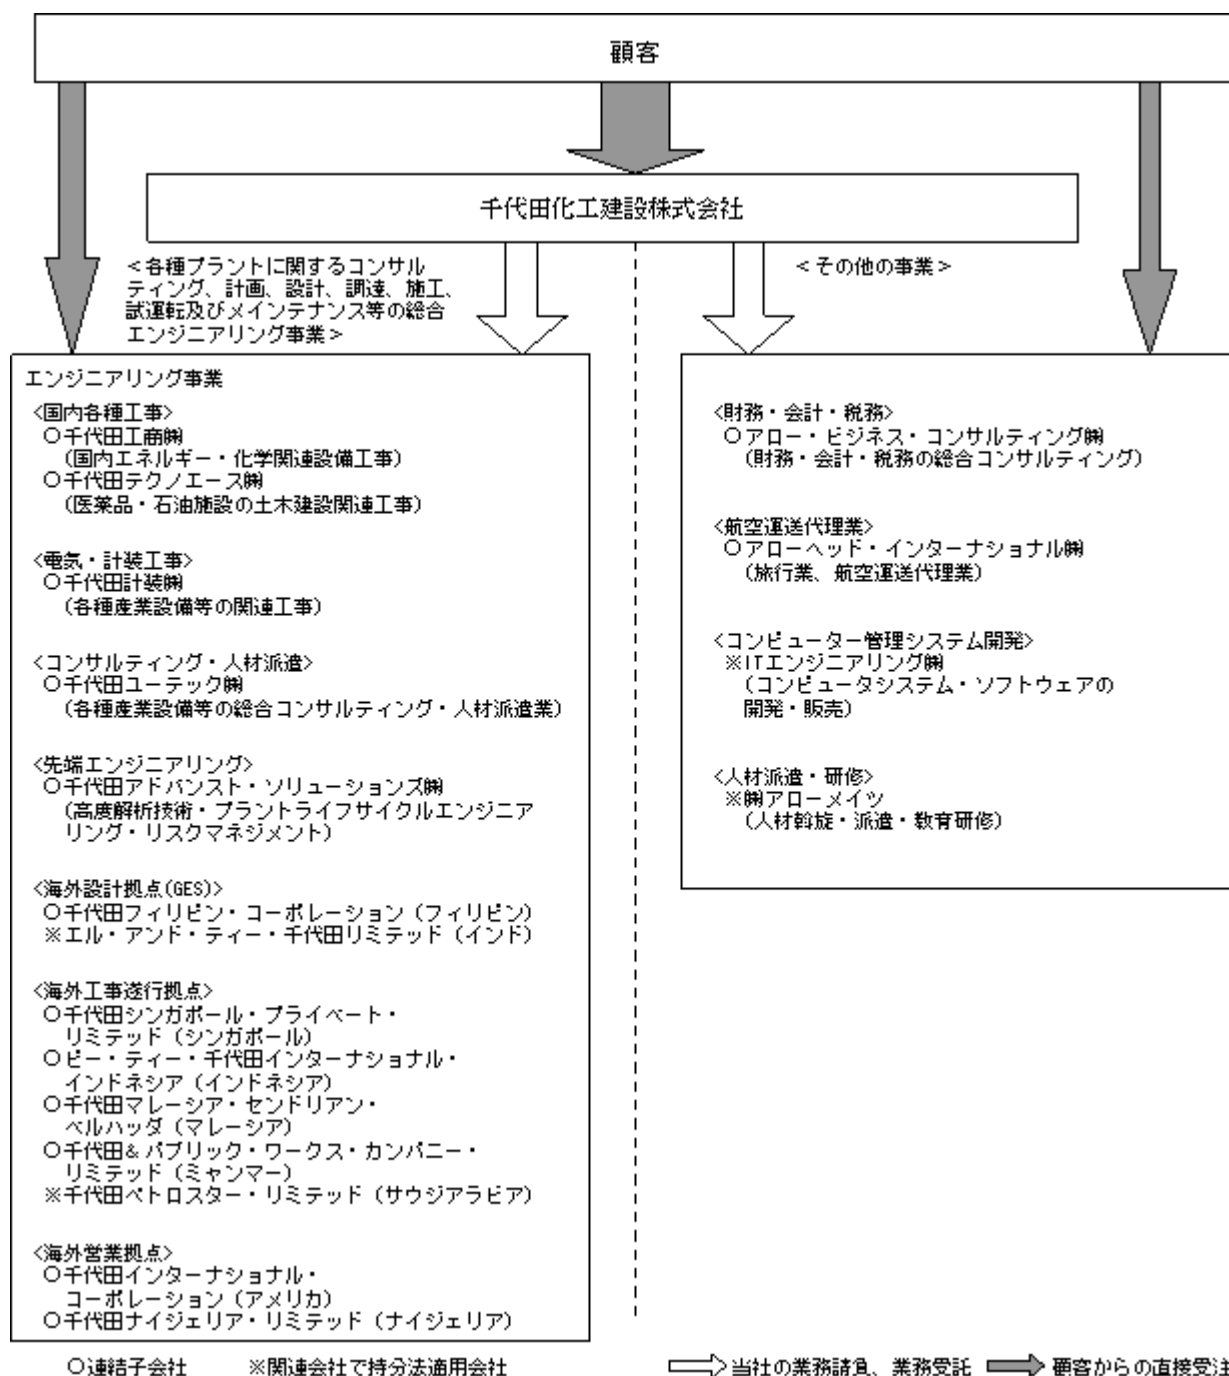 顧客
千代田化工建設株式会社
＜各種プラントに関するコンサル
ティング、計画、設計、調達、施工、
試運転及びメインテナンス等の総合
エンジニアリング事業＞
＜その他の事業＞
エンジニアリング事業
<国内各種工事>
○千代田工商㈱
（国内エネルギー・化学関連設備工事）
○千代田テクノエース㈱
（医薬品・石油施設の土木建設関連工事）
<電気・計装工事>
○千代田計装㈱
（各種産業設備等の関連工事）
<コンサルティング・人材派遣>
○千代田ユーテック㈱
（各種産業設備等の総合コンサルティング・人材派遣業）
<先端エンジニアリング>
○千代田アドバンスト・ソリューションズ㈱
（高度解析技術・プラントライフサイクルエンジニア
リング・リスクマネジメント）
<海外設計拠点(GES)>
○千代田フィリピン・コーポレーション（フィリピン）
※エル・アンド・ティー・千代田リミテッド（インド）
<海外工事遂行拠点>
○千代田シンガポール・プライベート・
リミテッド（シンガポール）
○ピー・ティー・千代田インターナショナル・
インドネシア（インドネシア）
○千代田マレーシア・センドリアン・
ベルハッダ（マレーシア）
○千代田&パブリック・ワークス・カンパニー・
リミテッド（ミャンマー）
※千代田ペトロスター・リミテッド（サウジアラビア）
<海外営業拠点>
○千代田インターナショナル・
コーポレーション（アメリカ）
○千代田ナイジェリア・リミテッド（ナイジェリア）
<財務・会計・税務>
○アロー・ビジネス・コンサルティング㈱
（財務・会計・税務の総合コンサルティング）
<航空運送代理業>
○アローヘッド・インターナショナル㈱
（旅行業、航空運送代理業）
<コンピューター管理システム開発>
※ITエンジニアリング㈱
（コンピュータシステム・ソフトウェアの
開発・販売）
<人材派遣・研修>
※㈱アローメイツ
（人材斡旋・派遣・教育研修）
○連結子会社 ※関連会社で持分法適用会社 当社の業務請負、業務受託 顧客からの直接受注